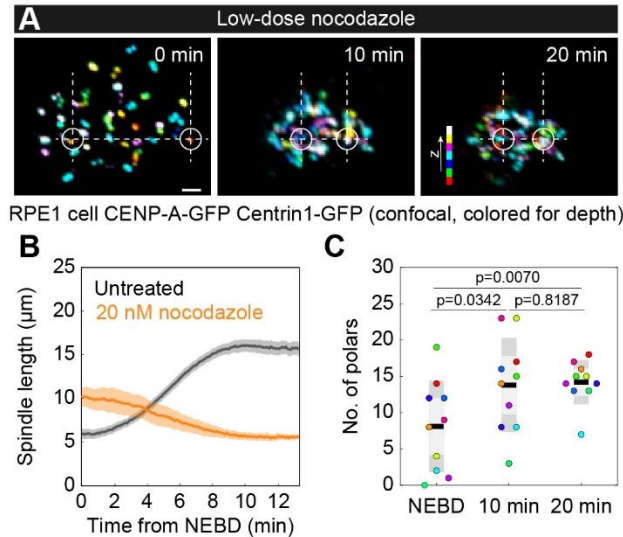 A
Low-dose nocodazole
0 min
10 min
20 min
z
RPE1 cell CENP-A-GFP Centrin1-GFP (confocal, colored for depth)
B
Untreated
20 nM nocodazole
Spindle length (µm)
25
20
15
10
5
0
0 2 4 6 8 10 12
Time from NEBD (min)
C
p=0.0070
p=0.0342
p=0.8187
No. of polars
30
25
20
15
10
5
0
NEBD 10 min 20 min